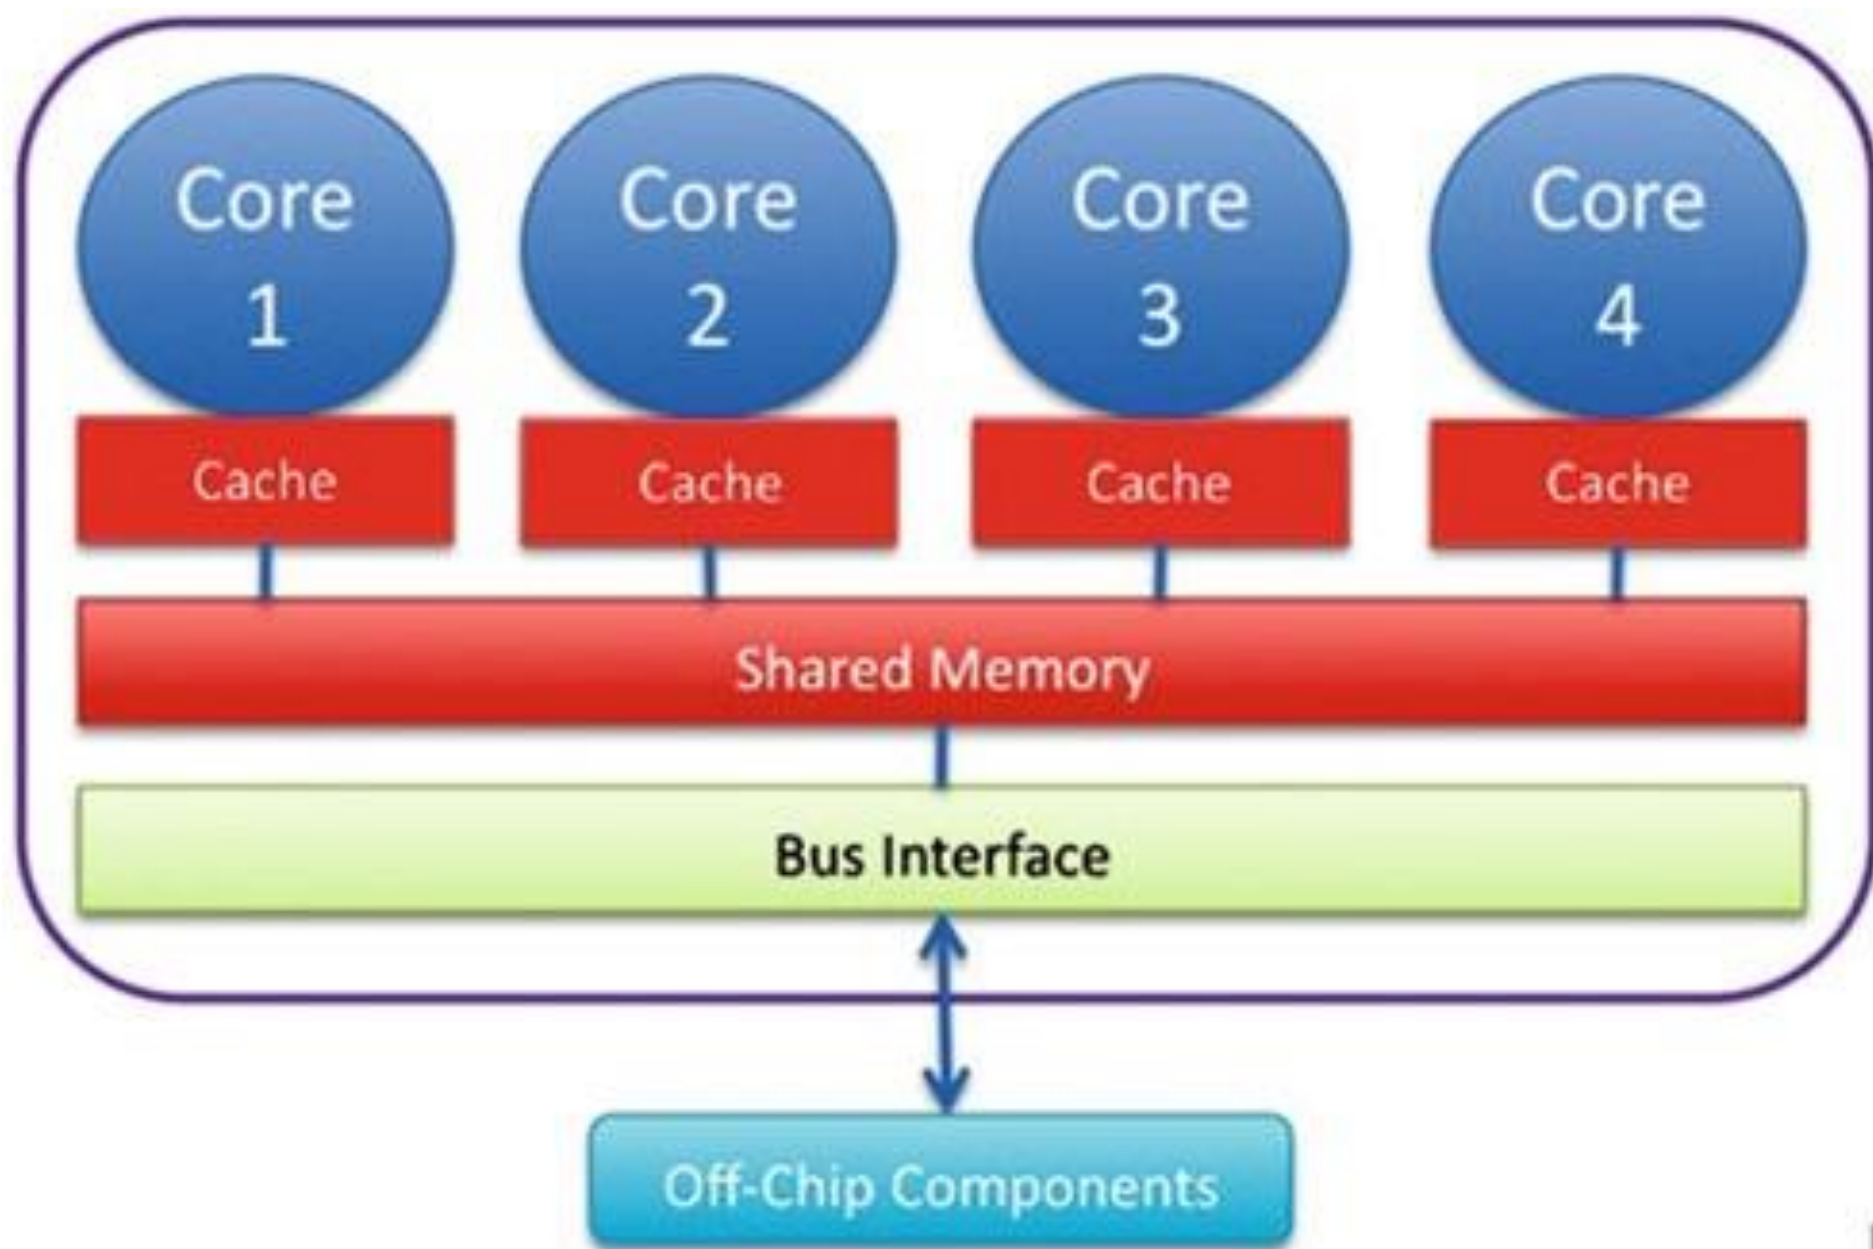 Core
1
Core
2
Core
3
Core
4
Cache
Cache
Cache
Cache
Shared Memory
Bus Interface
Off-Chip Components